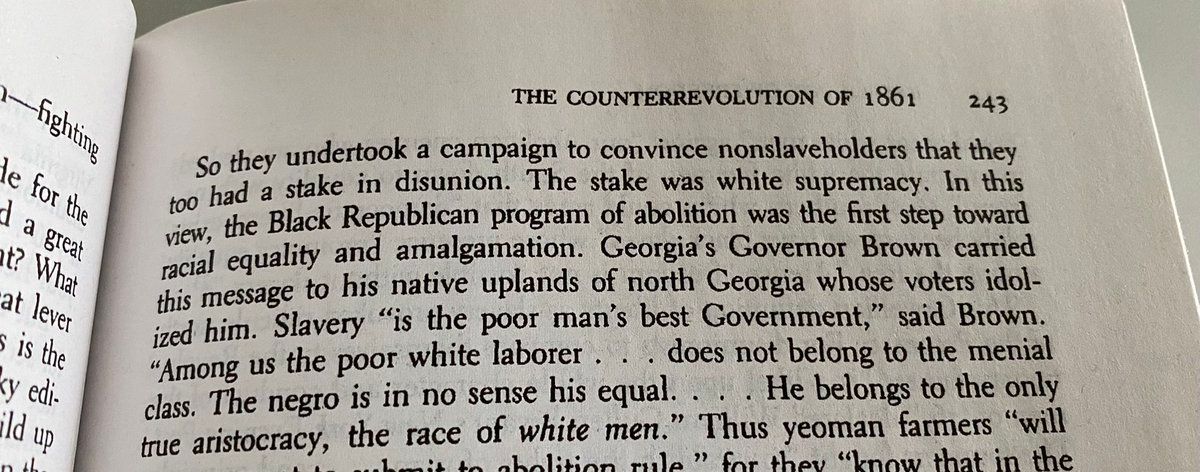 fighting
for the
a great
What
lever
is the
edi-
up
THE COUNTERREVOLUTION OF 1861 243
So they undertook a campaign to convince nonslaveholders that they
too had a stake in disunion. The stake was white supremacy. In this
view, the Black Republican program of abolition was the first step toward
racial equality and amalgamation. Georgia's Governor Brown carried
this message to his native uplands of north Georgia whose voters idol-
ized him. Slavery “is the poor man's best Government,” said Brown.
“Among us the poor white laborer . . . does not belong to the menial
class. The negro is in no sense his equal. . . . He belongs to the only
true aristocracy, the race of white men.” Thus yeoman farmers “will
submit to abolition rule,” for they “know that in the